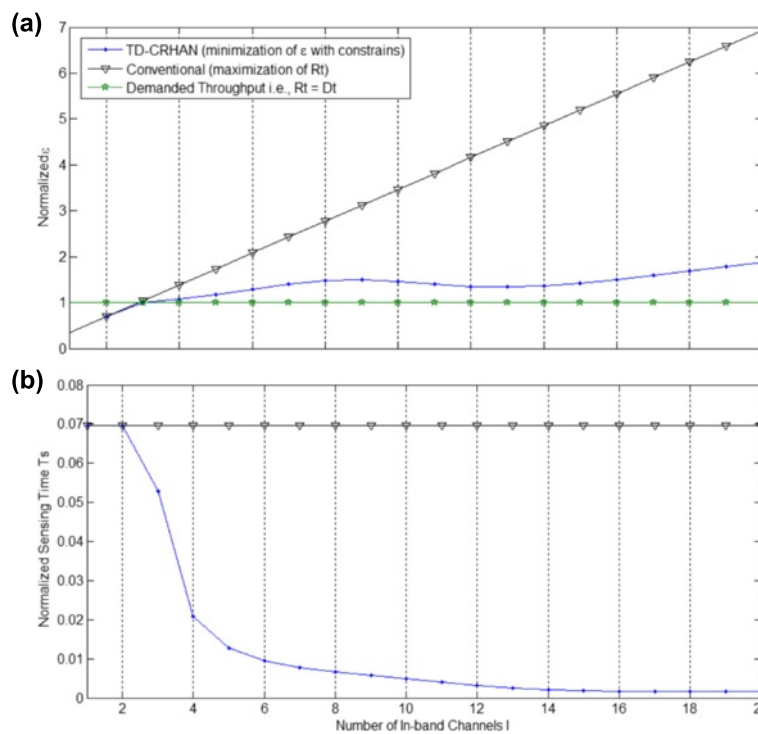 (a)
7
6
5
4
3
2
1
0
Normalized ε
TD-CRHAN (minimization of ε with constrains)
Conventional (maximization of Rt)
Demanded Throughput i.e., Rt = Dt
(b)
0.08
0.07
0.06
0.05
0.04
0.03
0.02
0.01
0
Normalized Sensing Time Ts
2 4 6 8 10 12 14 16 18 2
Number of In-band Channels I